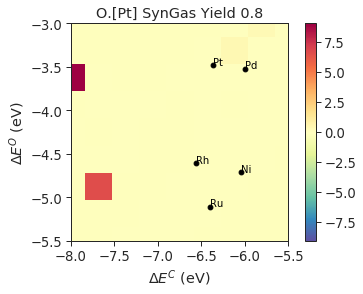 O.[Pt] SynGas Yield 0.8
−3.0
−3.5
−4.0
−4.5
−5.0
−5.5
ΔE^O (eV)
Pt
Pd
Rh
Ni
Ru
−8.0 −7.5 −7.0 −6.5 −6.0 −5.5
ΔE^C (eV)
7.5
5.0
2.5
0.0
−2.5
−5.0
−7.5